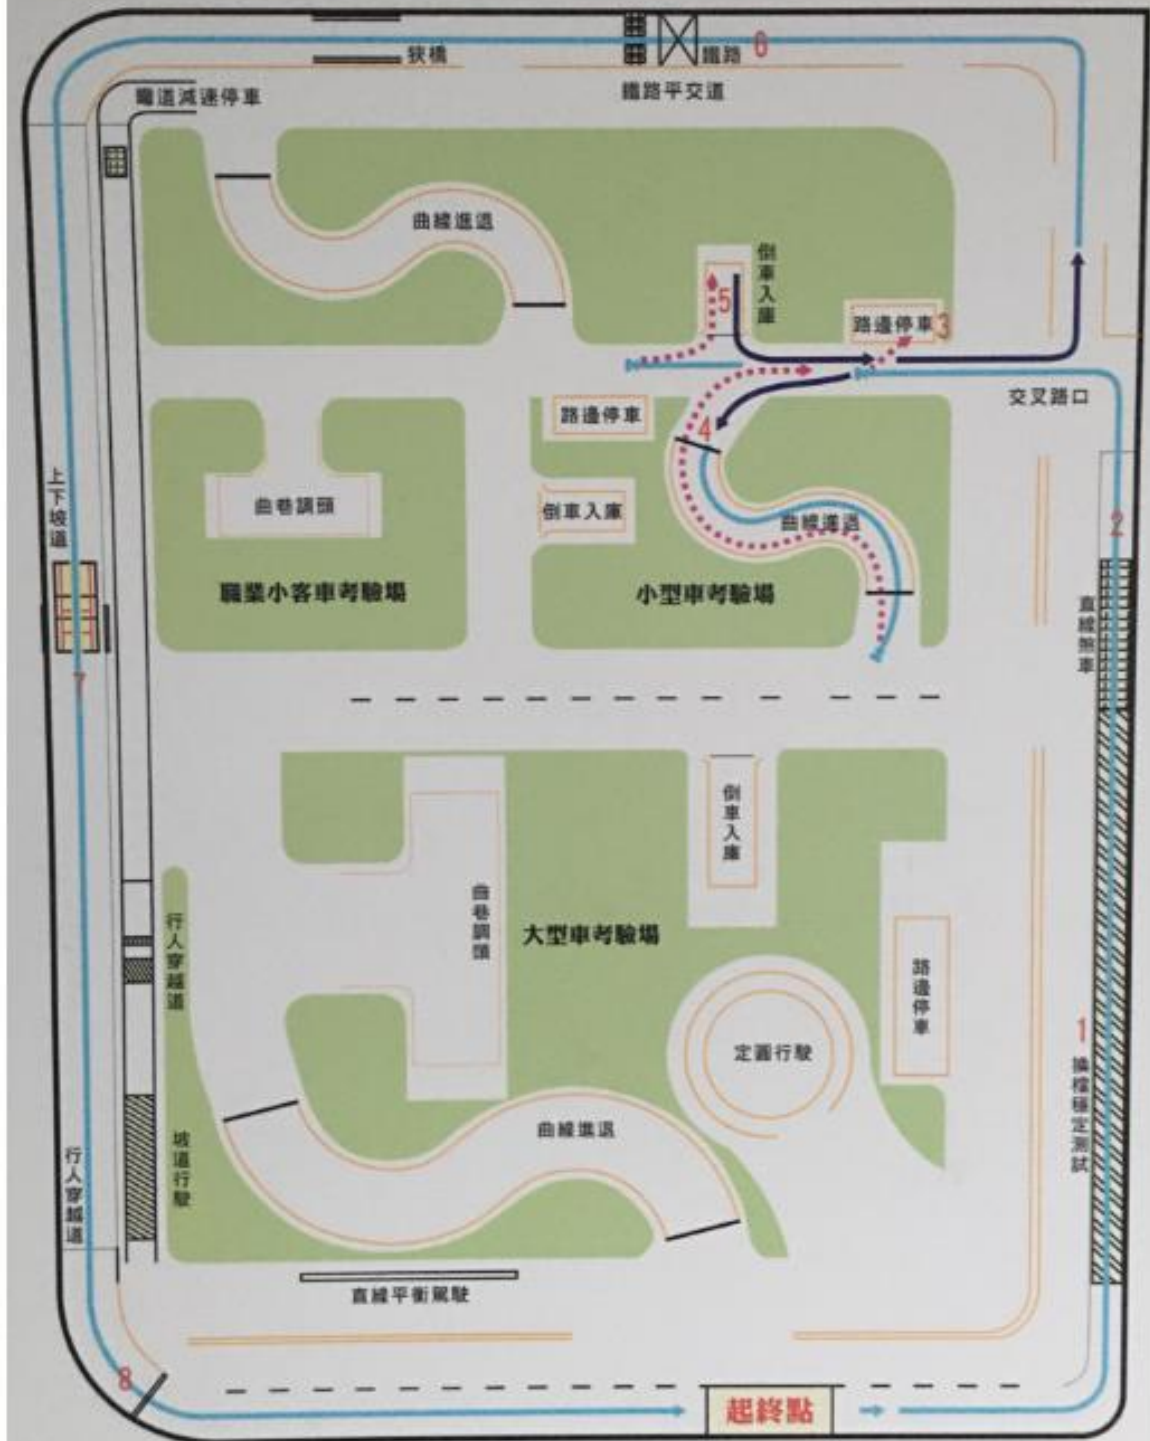 狹橋
鐵路
6
職道減速停車
鐵路平交道
曲線進退
倒車入庫
5
路邊停車
3
交叉路口
路邊停車
4
曲巷調頭
倒車入庫
曲線進退
2
上下坡道
職業小客車考驗場
小型車考驗場
直線煞車
7
倒車入庫
曲巷調頭
大型車考驗場
行人穿越道
路邊停車
定圓行駛
1
換檔穩定測試
曲線進退
坡道行駛
行人穿越道
直線平衡駕駛
8
起終點